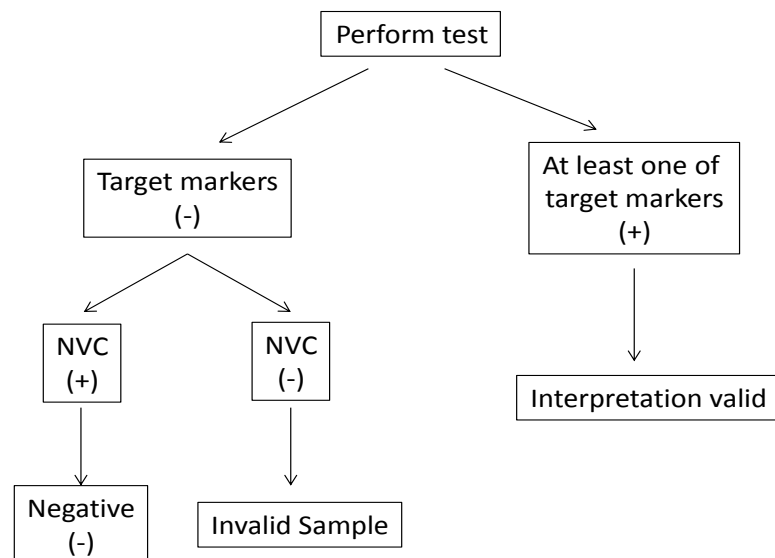 Perform test
Target markers
(-)
At least one of
target markers
(+)
NVC
(+)
NVC
(-)
Interpretation valid
Negative
(-)
Invalid Sample